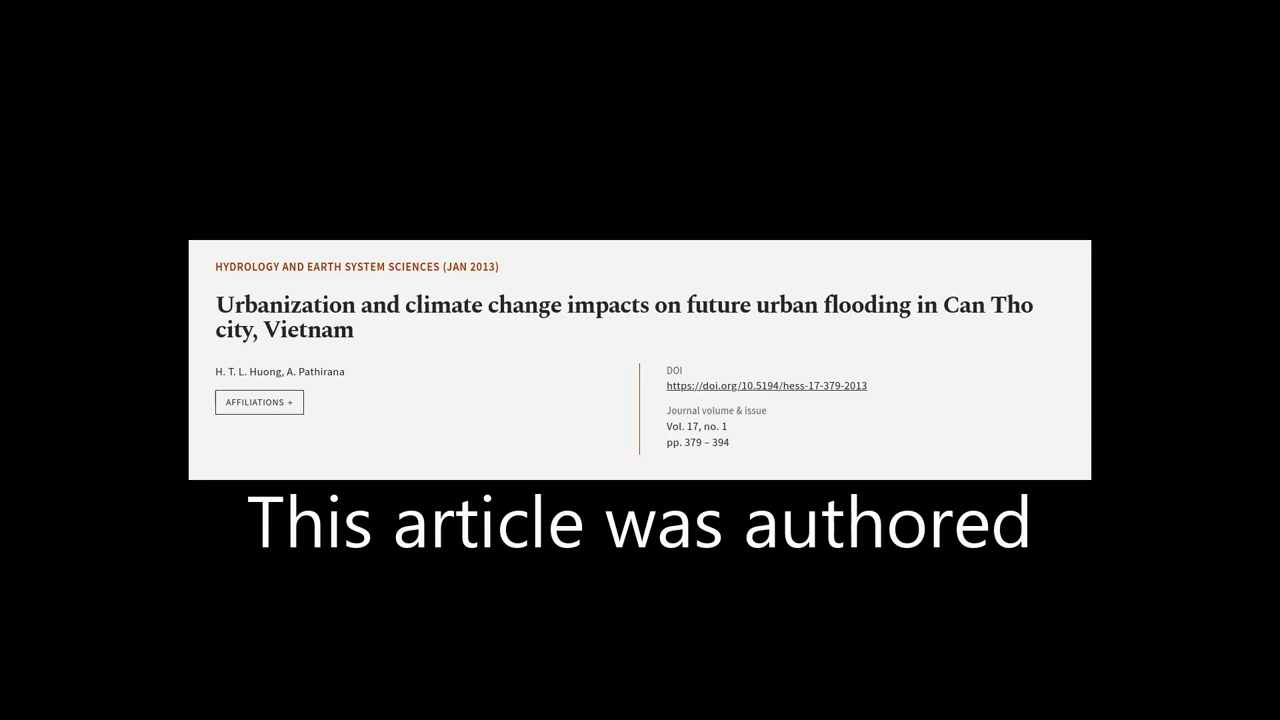 HYDROLOGY AND EARTH SYSTEM SCIENCES (JAN 2013)
Urbanization and climate change impacts on future urban flooding in Can Tho
city, Vietnam
H. T. L. Huong, A. Pathirana
AFFILIATIONS +
DOI
https://doi.org/10.5194/hess-17-379-2013
Journal volume & issue
Vol. 17, no. 1
pp. 379 – 394
This article was authored